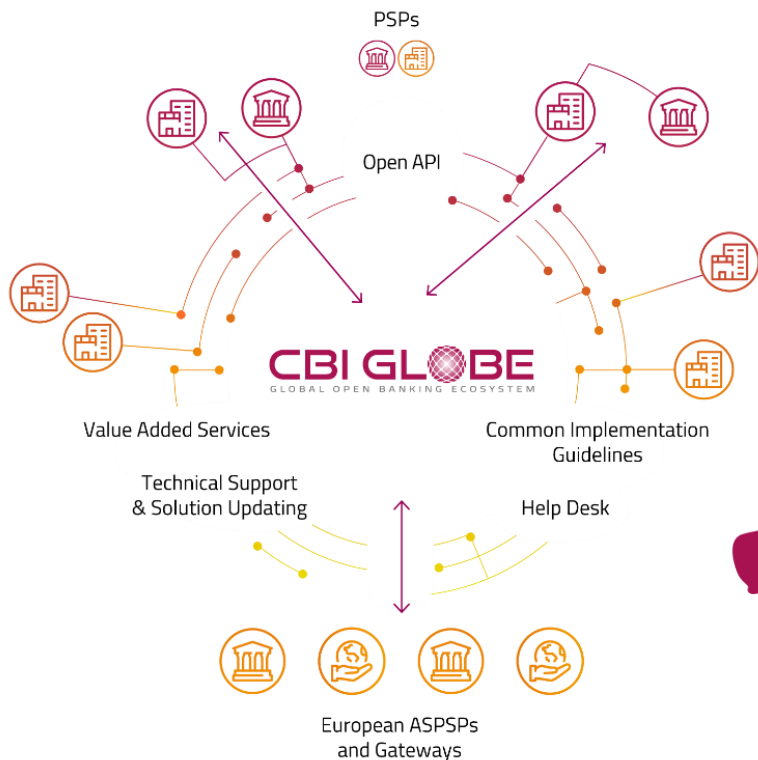 PSPs
Open API
CBI GLOBE
GLOBAL OPEN BANKING ECOSYSTEM
Value Added Services
Common Implementation
Guidelines
Technical Support
& Solution Updating
Help Desk
European ASPSPs
and Gateways